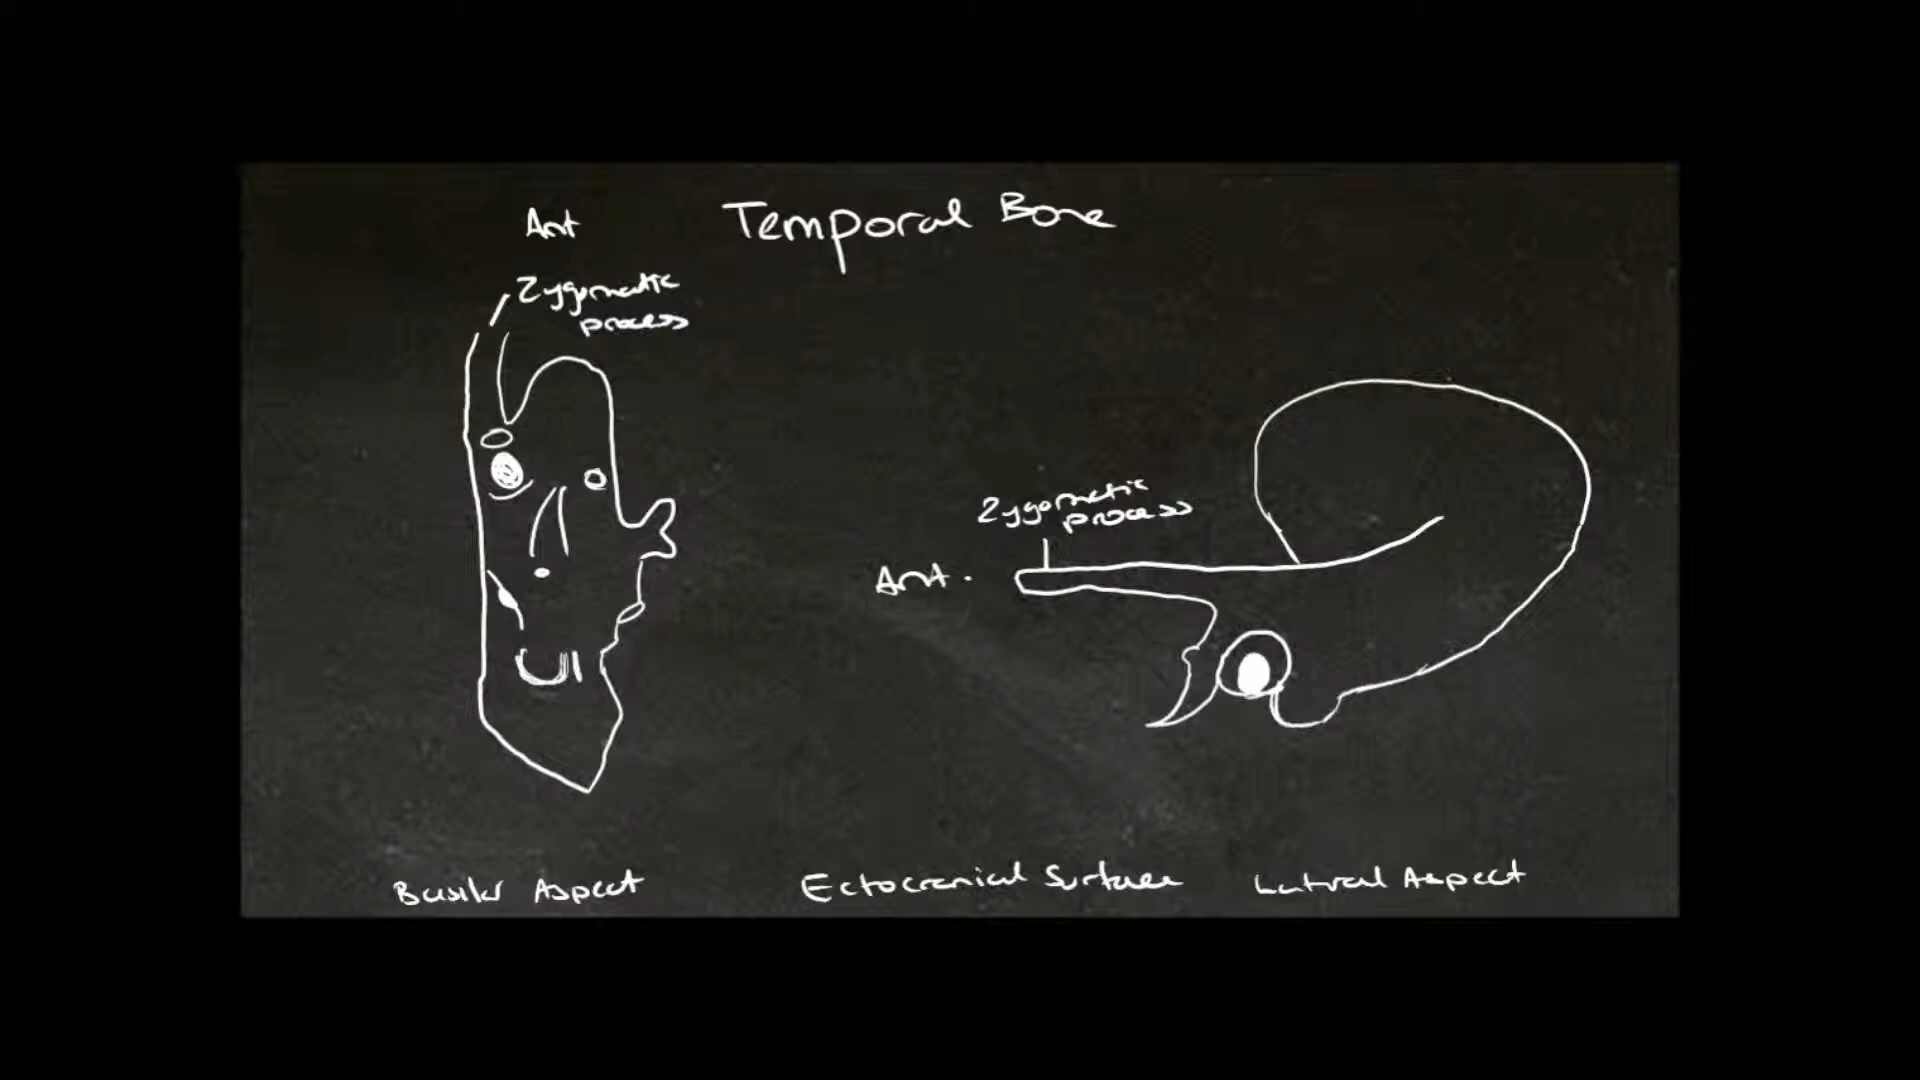 Temporal Bone
Ant
Zygomatic
process
Zygomatic
process
Ant.
Basilar Aspect
Ectocranial Surface
Lateral Aspect